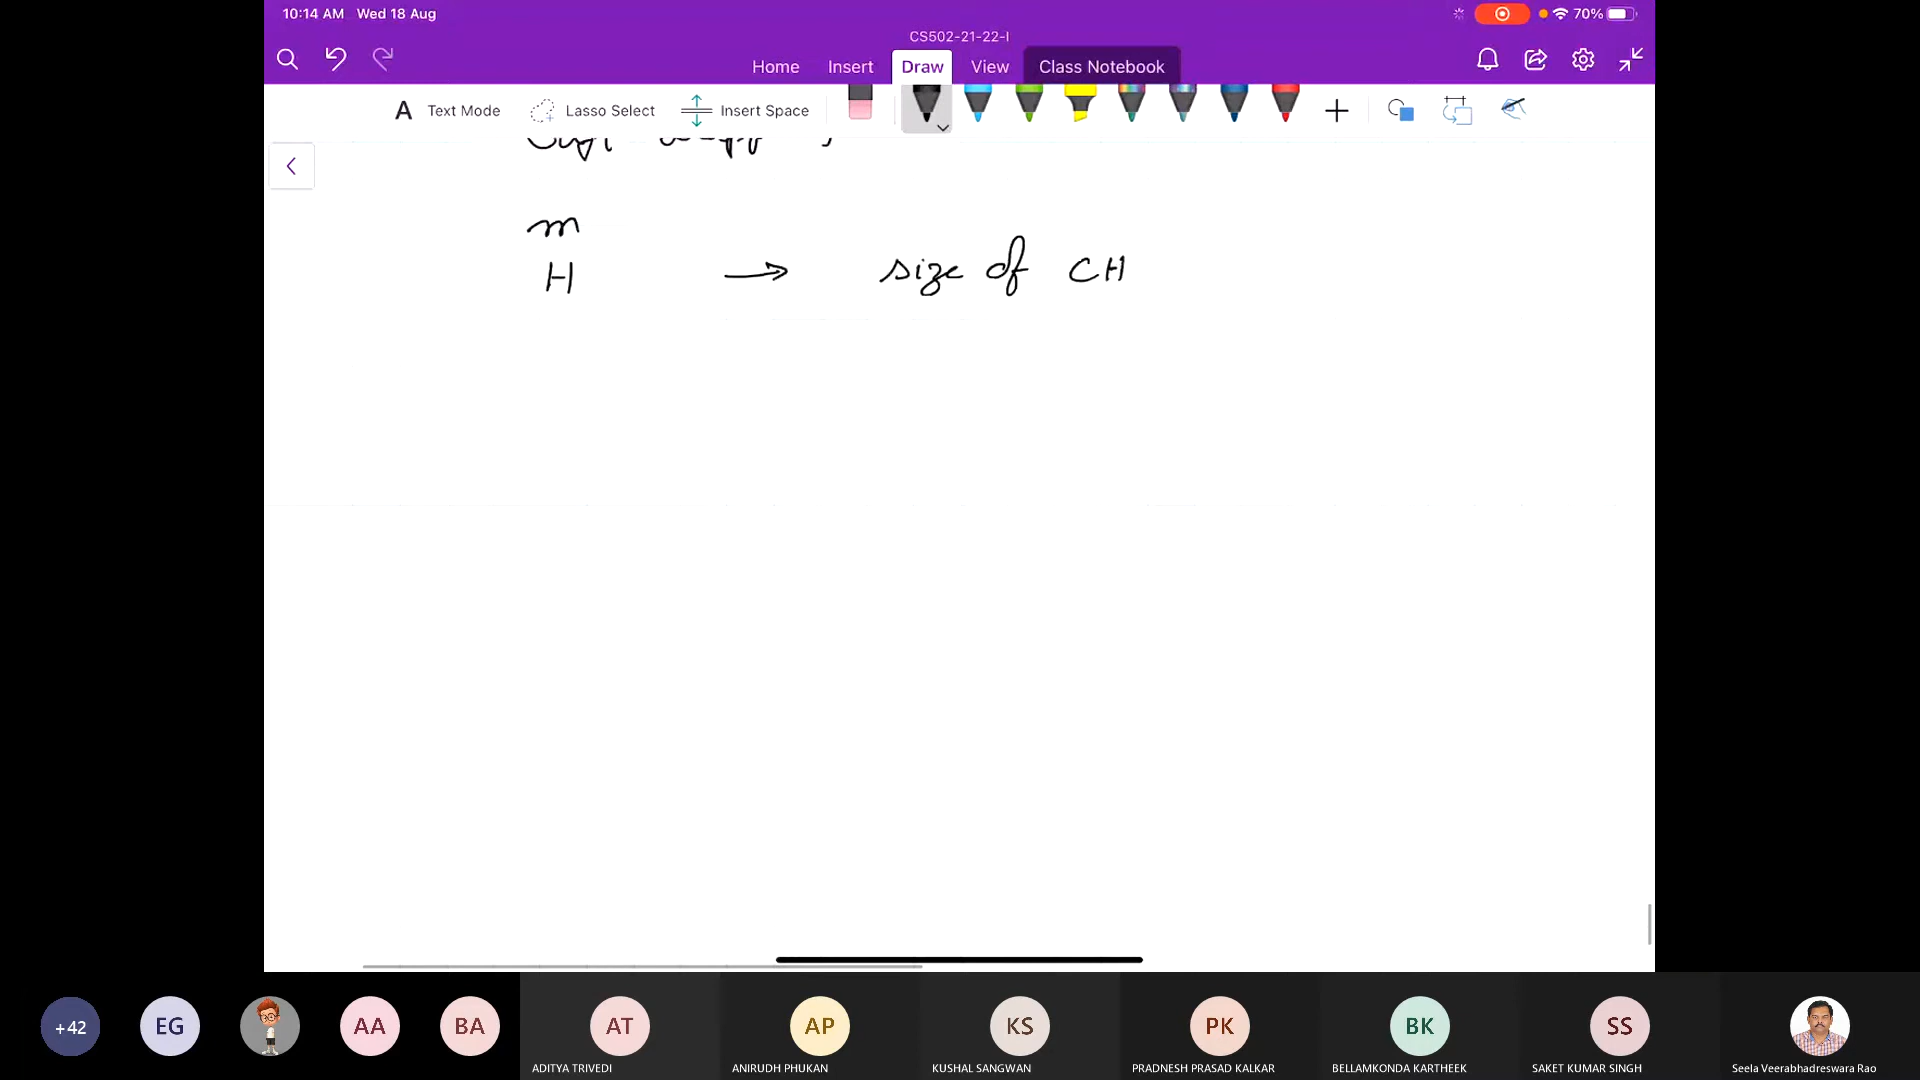 10:14 AM Wed 18 Aug
70%
CS502-21-22-I
Home Insert Draw View Class Notebook
A Text Mode Lasso Select Insert Space
m
H → size of CH
+42 EG AA BA AT AP KS PK BK SS
ADITYA TRIVEDI ANIRUDH PHUKAN KUSHAL SANGWAN PRADNESH PRASAD KALKAR BELLAMKONDA KARTHEEK SAKET KUMAR SINGH Seela Veerabhadreswara Rao